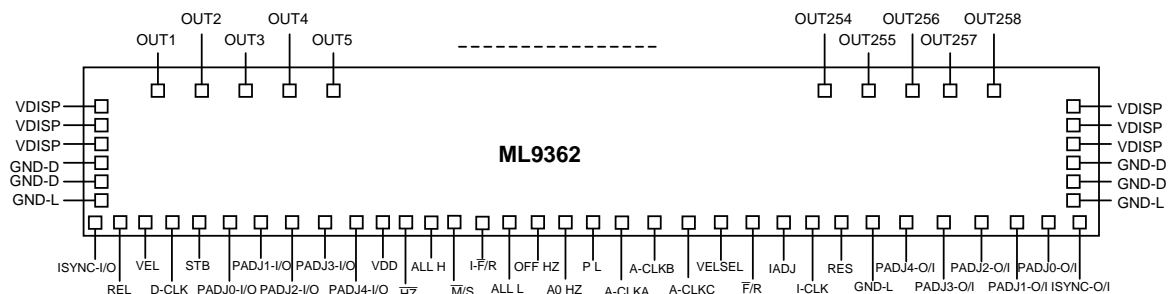 OUT2 OUT4 OUT254 OUT256 OUT258
OUT1 OUT3 OUT5 OUT255 OUT257
VDISP VDISP
VDISP VDISP
VDISP VDISP
ML9362
GND-D GND-D
GND-D GND-D
GND-L GND-L
ISYNC-I/O VEL STB PADJ1-I/O PADJ3-I/O VDD ALL H I-F/R OFF HZ P L A-CLKB VELSEL IADJ RES PADJ4-O/I PADJ2-O/I PADJ0-O/I
REL D-CLK PADJ0-I/O PADJ2-I/O PADJ4-I/O HZ M/S ALL L A0 HZ A-CLKA A-CLKC F/R I-CLK GND-L PADJ3-O/I PADJ1-O/I ISYNC-O/I